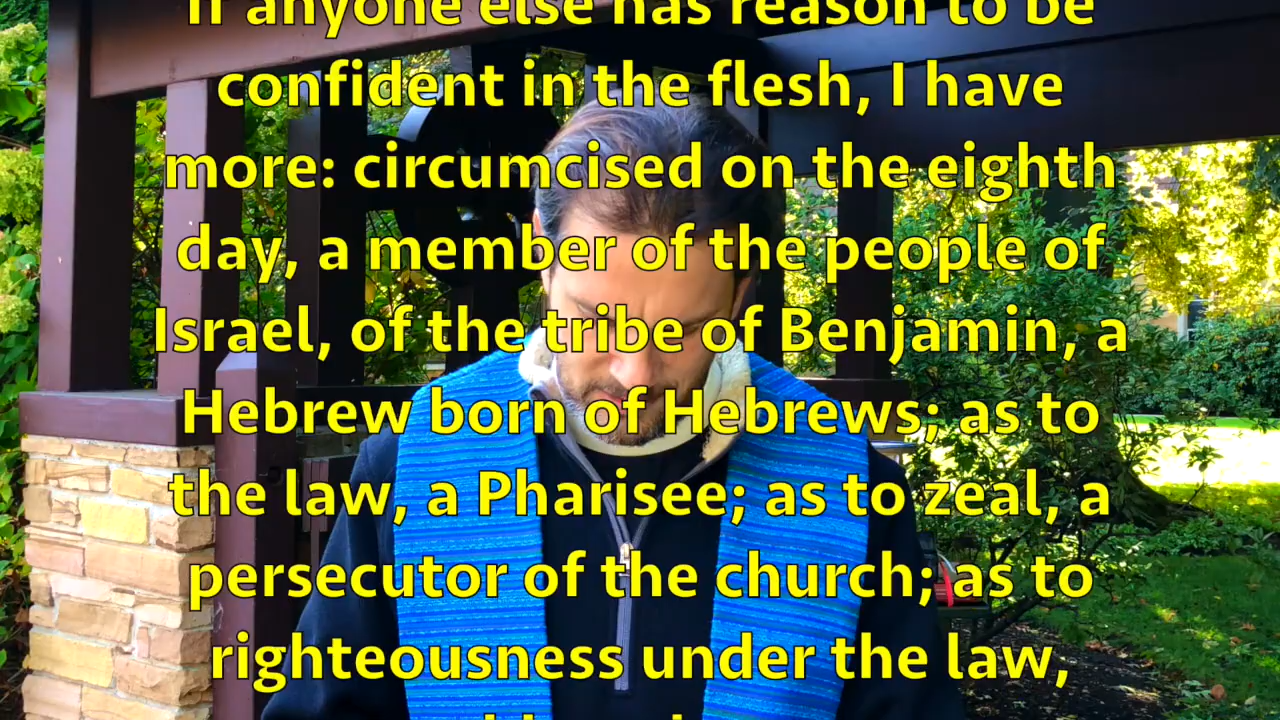 If anyone else has reason to be
confident in the flesh, I have
more: circumcised on the eighth
day, a member of the people of
Israel, of the tribe of Benjamin, a
Hebrew born of Hebrews; as to
the law, a Pharisee; as to zeal, a
persecutor of the church; as to
righteousness under the law,